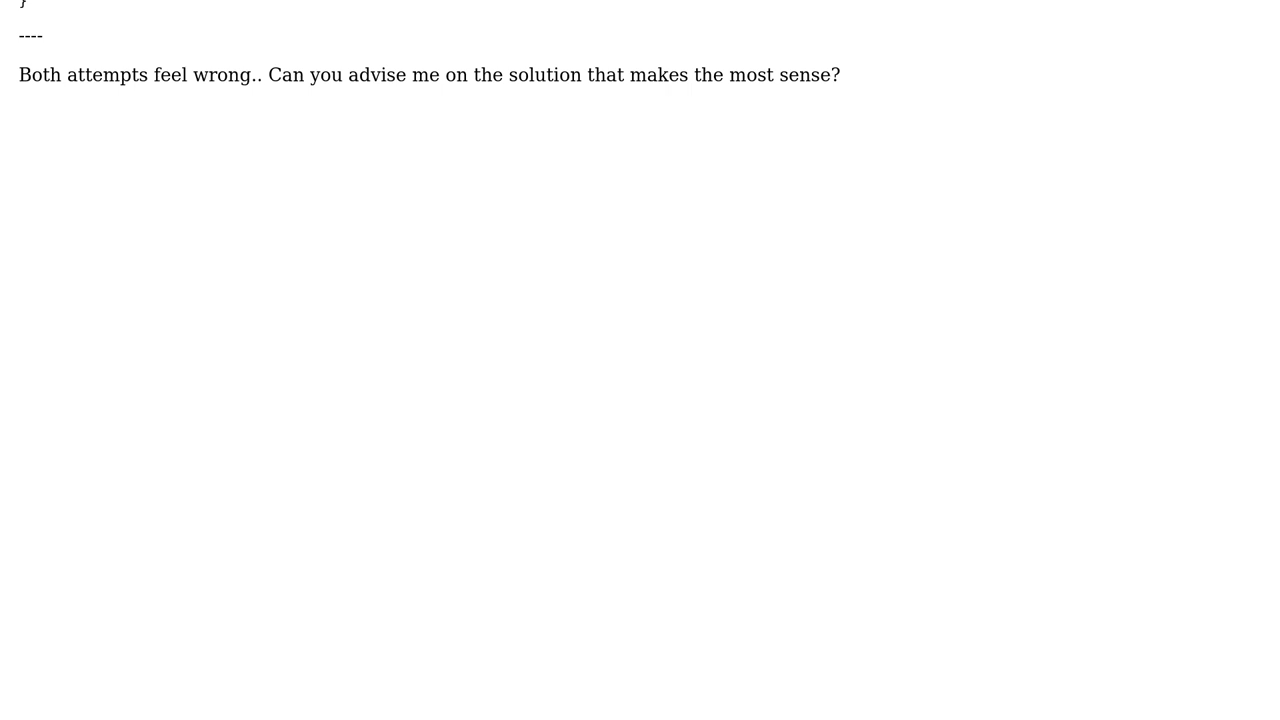 }
----
Both attempts feel wrong.. Can you advise me on the solution that makes the most sense?